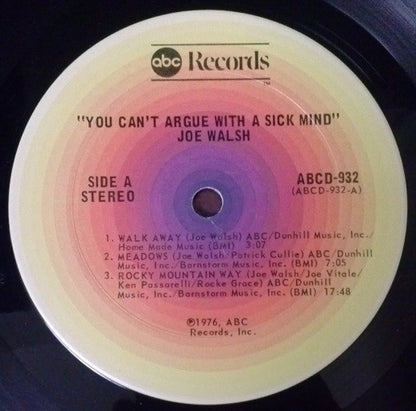 abc Records
TM
"YOU CAN'T ARGUE WITH A SICK MIND"
JOE WALSH
SIDE A
STEREO
ABCD-932
(ABCD-932-A)
1. WALK AWAY (Joe Walsh) ABC/Dunhill Music, Inc./
Home Made Music (BMI) 3:07
2. MEADOWS (Joe Walsh/Patrick Cullie) ABC/Dunhill
Music, Inc./Barnstorm Music, Inc. (BMI) 7:05
3. ROCKY MOUNTAIN WAY (Joe Walsh/Joe Vitale/
Ken Passarelli/Rocke Grace) ABC/Dunhill
Music, Inc./Barnstorm Music, Inc. (BMI) 17:48
℗1976, ABC
Records, Inc.